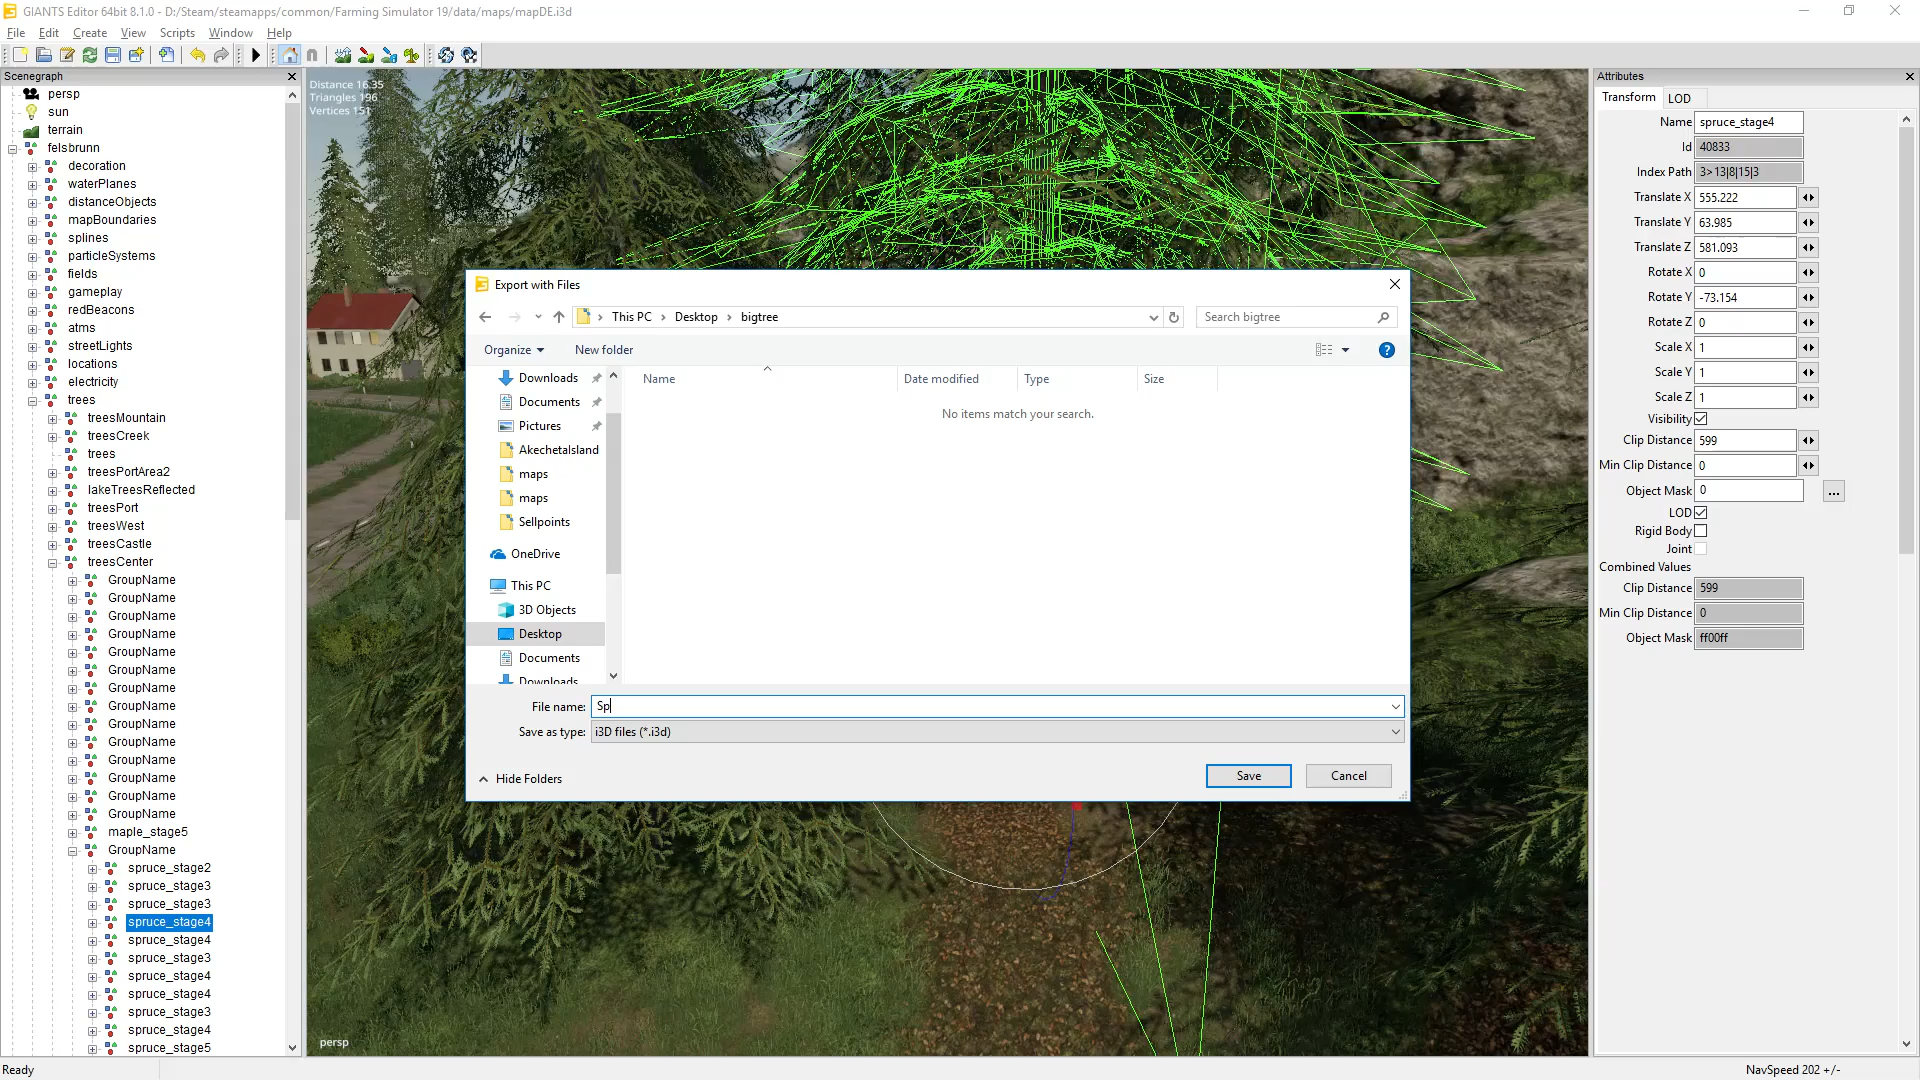 GIANTS Editor 64bit 8.1.0 - D:/Steam/steamapps/common/Farming Simulator 19/data/maps/mapDE.i3d
File Edit Create View Scripts Window Help
Scenegraph
persp
sun
terrain
felsbrunn
decoration
waterPlanes
distanceObjects
mapBoundaries
splines
particleSystems
fields
gameplay
redBeacons
atms
streetLights
locations
electricity
trees
treesMountain
treesCreek
trees
treesPortArea2
lakeTreesReflected
treesPort
treesWest
treesCastle
treesCenter
GroupName
GroupName
GroupName
GroupName
GroupName
GroupName
GroupName
GroupName
GroupName
GroupName
GroupName
GroupName
GroupName
GroupName
maple_stage5
GroupName
spruce_stage2
spruce_stage3
spruce_stage3
spruce_stage4
spruce_stage4
spruce_stage3
spruce_stage4
spruce_stage4
spruce_stage3
spruce_stage4
spruce_stage5
Distance 16.35
Triangles 196
Vertices 151
persp
Export with Files
This PC › Desktop › bigtree
Search bigtree
Organize New folder
Downloads
Documents
Pictures
AkechetaIsland
maps
maps
Sellpoints
OneDrive
This PC
3D Objects
Desktop
Documents
Downloads
Name Date modified Type Size
No items match your search.
File name: Sp
Save as type: i3D files (*.i3d)
Hide Folders
Save Cancel
Attributes
Transform LOD
Name spruce_stage4
Id 40833
Index Path 3>13|8|15|3
Translate X 555.222
Translate Y 63.985
Translate Z 581.093
Rotate X 0
Rotate Y -73.154
Rotate Z 0
Scale X 1
Scale Y 1
Scale Z 1
Visibility
Clip Distance 599
Min Clip Distance 0
Object Mask 0 ...
LOD
Rigid Body
Joint
Combined Values
Clip Distance 599
Min Clip Distance 0
Object Mask ff00ff
Ready
NavSpeed 202 +/-